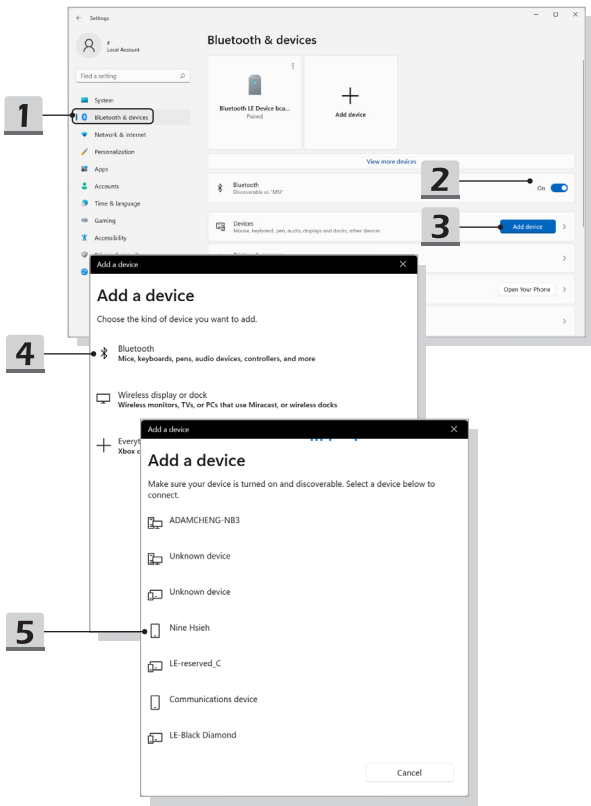 Settings
z
Local Account
Find a setting
System
Bluetooth & devices
Network & internet
Personalization
Apps
Accounts
Time & language
Gaming
Accessibility
Bluetooth & devices
Bluetooth LE Device bca...
Paired
Add device
View more devices
Bluetooth
Discoverable as "MSI"
On
Devices
Mouse, keyboard, pen, audio, displays and docks, other devices
Add device
Open Your Phone
1
2
3
Add a device
Add a device
Choose the kind of device you want to add.
4
Bluetooth
Mice, keyboards, pens, audio devices, controllers, and more
Wireless display or dock
Wireless monitors, TVs, or PCs that use Miracast, or wireless docks
Everyt
Xbox c
Add a device
Add a device
Make sure your device is turned on and discoverable. Select a device below to
connect.
ADAMCHENG-NB3
Unknown device
Unknown device
5
Nine Hsieh
LE-reserved_C
Communications device
LE-Black Diamond
Cancel